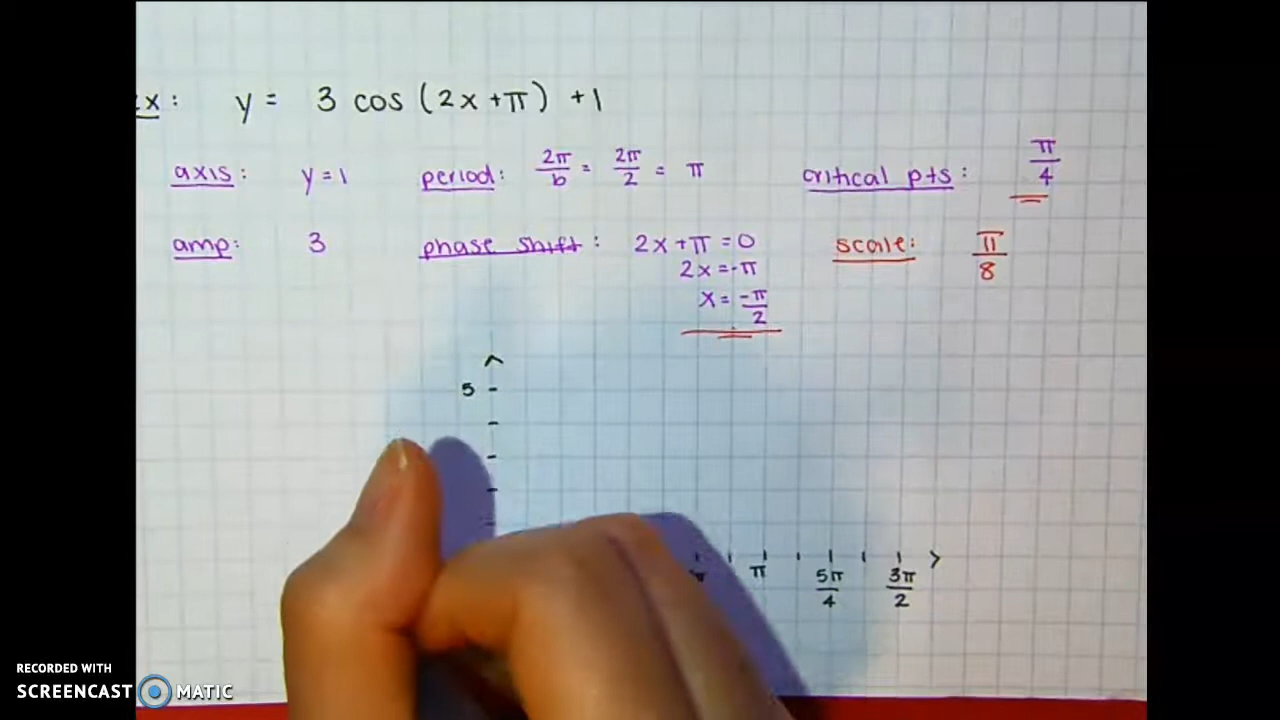 x: y = 3 cos (2x+π) +1
axis: y=1 period: 2π/b = 2π/2 = π critical pts: π/4
amp: 3 phase shift: 2x+π=0 scale: π/8
2x=-π
x= -π/2
5
π 5π/4 3π/2
RECORDED WITH
SCREENCAST MATIC